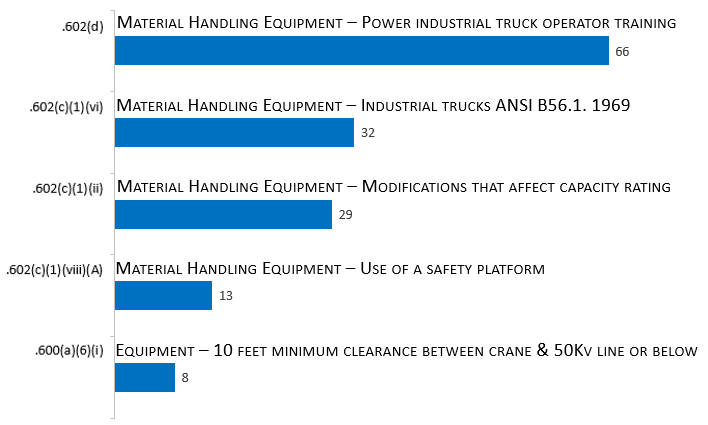 .602(d)
Material Handling Equipment – Power industrial truck operator training
66
.602(c)(1)(vi)
Material Handling Equipment – Industrial trucks ANSI B56.1. 1969
32
.602(c)(1)(ii)
Material Handling Equipment – Modifications that affect capacity rating
29
.602(c)(1)(viii)(A)
Material Handling Equipment – Use of a safety platform
13
.600(a)(6)(i)
Equipment – 10 feet minimum clearance between crane & 50Kv line or below
8